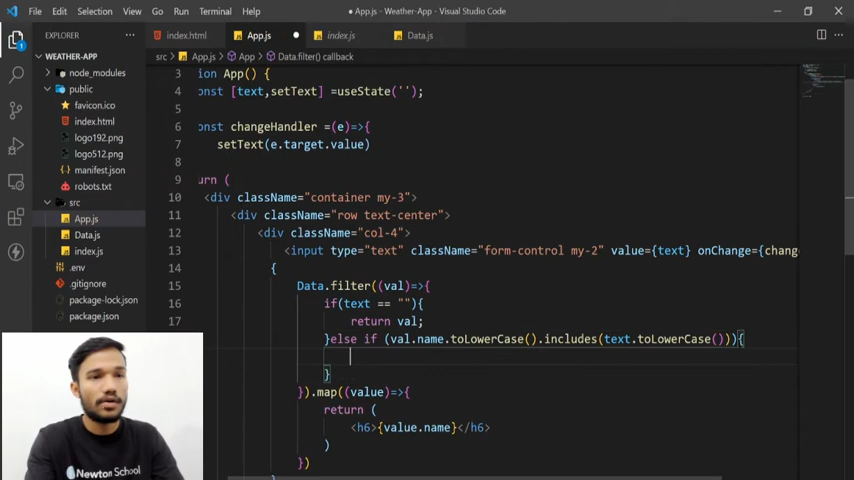 File Edit Selection View Go Run Terminal Help
● App.js - Weather-App - Visual Studio Code
EXPLORER
index.html
App.js
index.js
Data.js
src > App.js > App > Data.filter() callback
WEATHER-APP
node_modules
public
favicon.ico
index.html
logo192.png
logo512.png
manifest.json
robots.txt
src
App.js
Data.js
index.js
.env
.gitignore
package-lock.json
package.json
1
3 ion App() {
4 onst [text,setText] =useState('');
5
6 onst changeHandler =(e)=>{
7 setText(e.target.value)
8
9 urn (
10 <div className="container my-3">
11 <div className="row text-center">
12 <div className="col-4">
13 <input type="text" className="form-control my-2" value={text} onChange={chang
14 {
15 Data.filter((val)=>{
16 if(text == ""){
17 return val;
}else if (val.name.toLowerCase().includes(text.toLowerCase())){
}
}).map((value)=>{
return (
<h6>{value.name}</h6>
)
})
Newton School